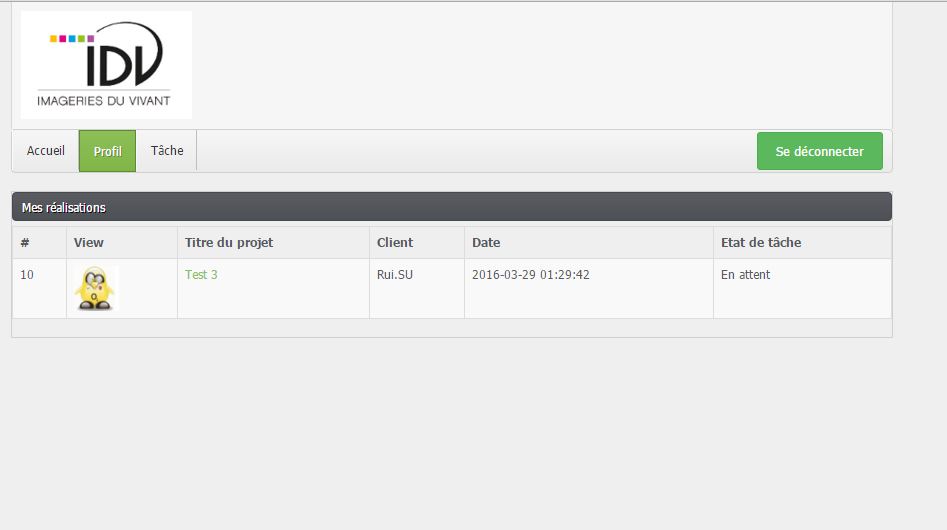 IDV
IMAGERIES DU VIVANT
Accueil Profil Tâche Se déconnecter
Mes réalisations
# View Titre du projet Client Date Etat de tâche
10 Test 3 Rui.SU 2016-03-29 01:29:42 En attent